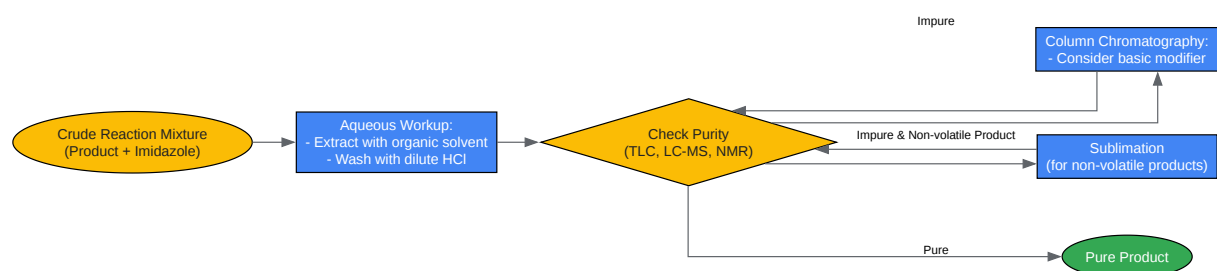 Impure
Column Chromatography:
- Consider basic modifier
Crude Reaction Mixture
(Product + Imidazole)
Aqueous Workup:
- Extract with organic solvent
- Wash with dilute HCl
Check Purity
(TLC, LC-MS, NMR)
Impure & Non-volatile Product
Sublimation
(for non-volatile products)
Pure
Pure Product